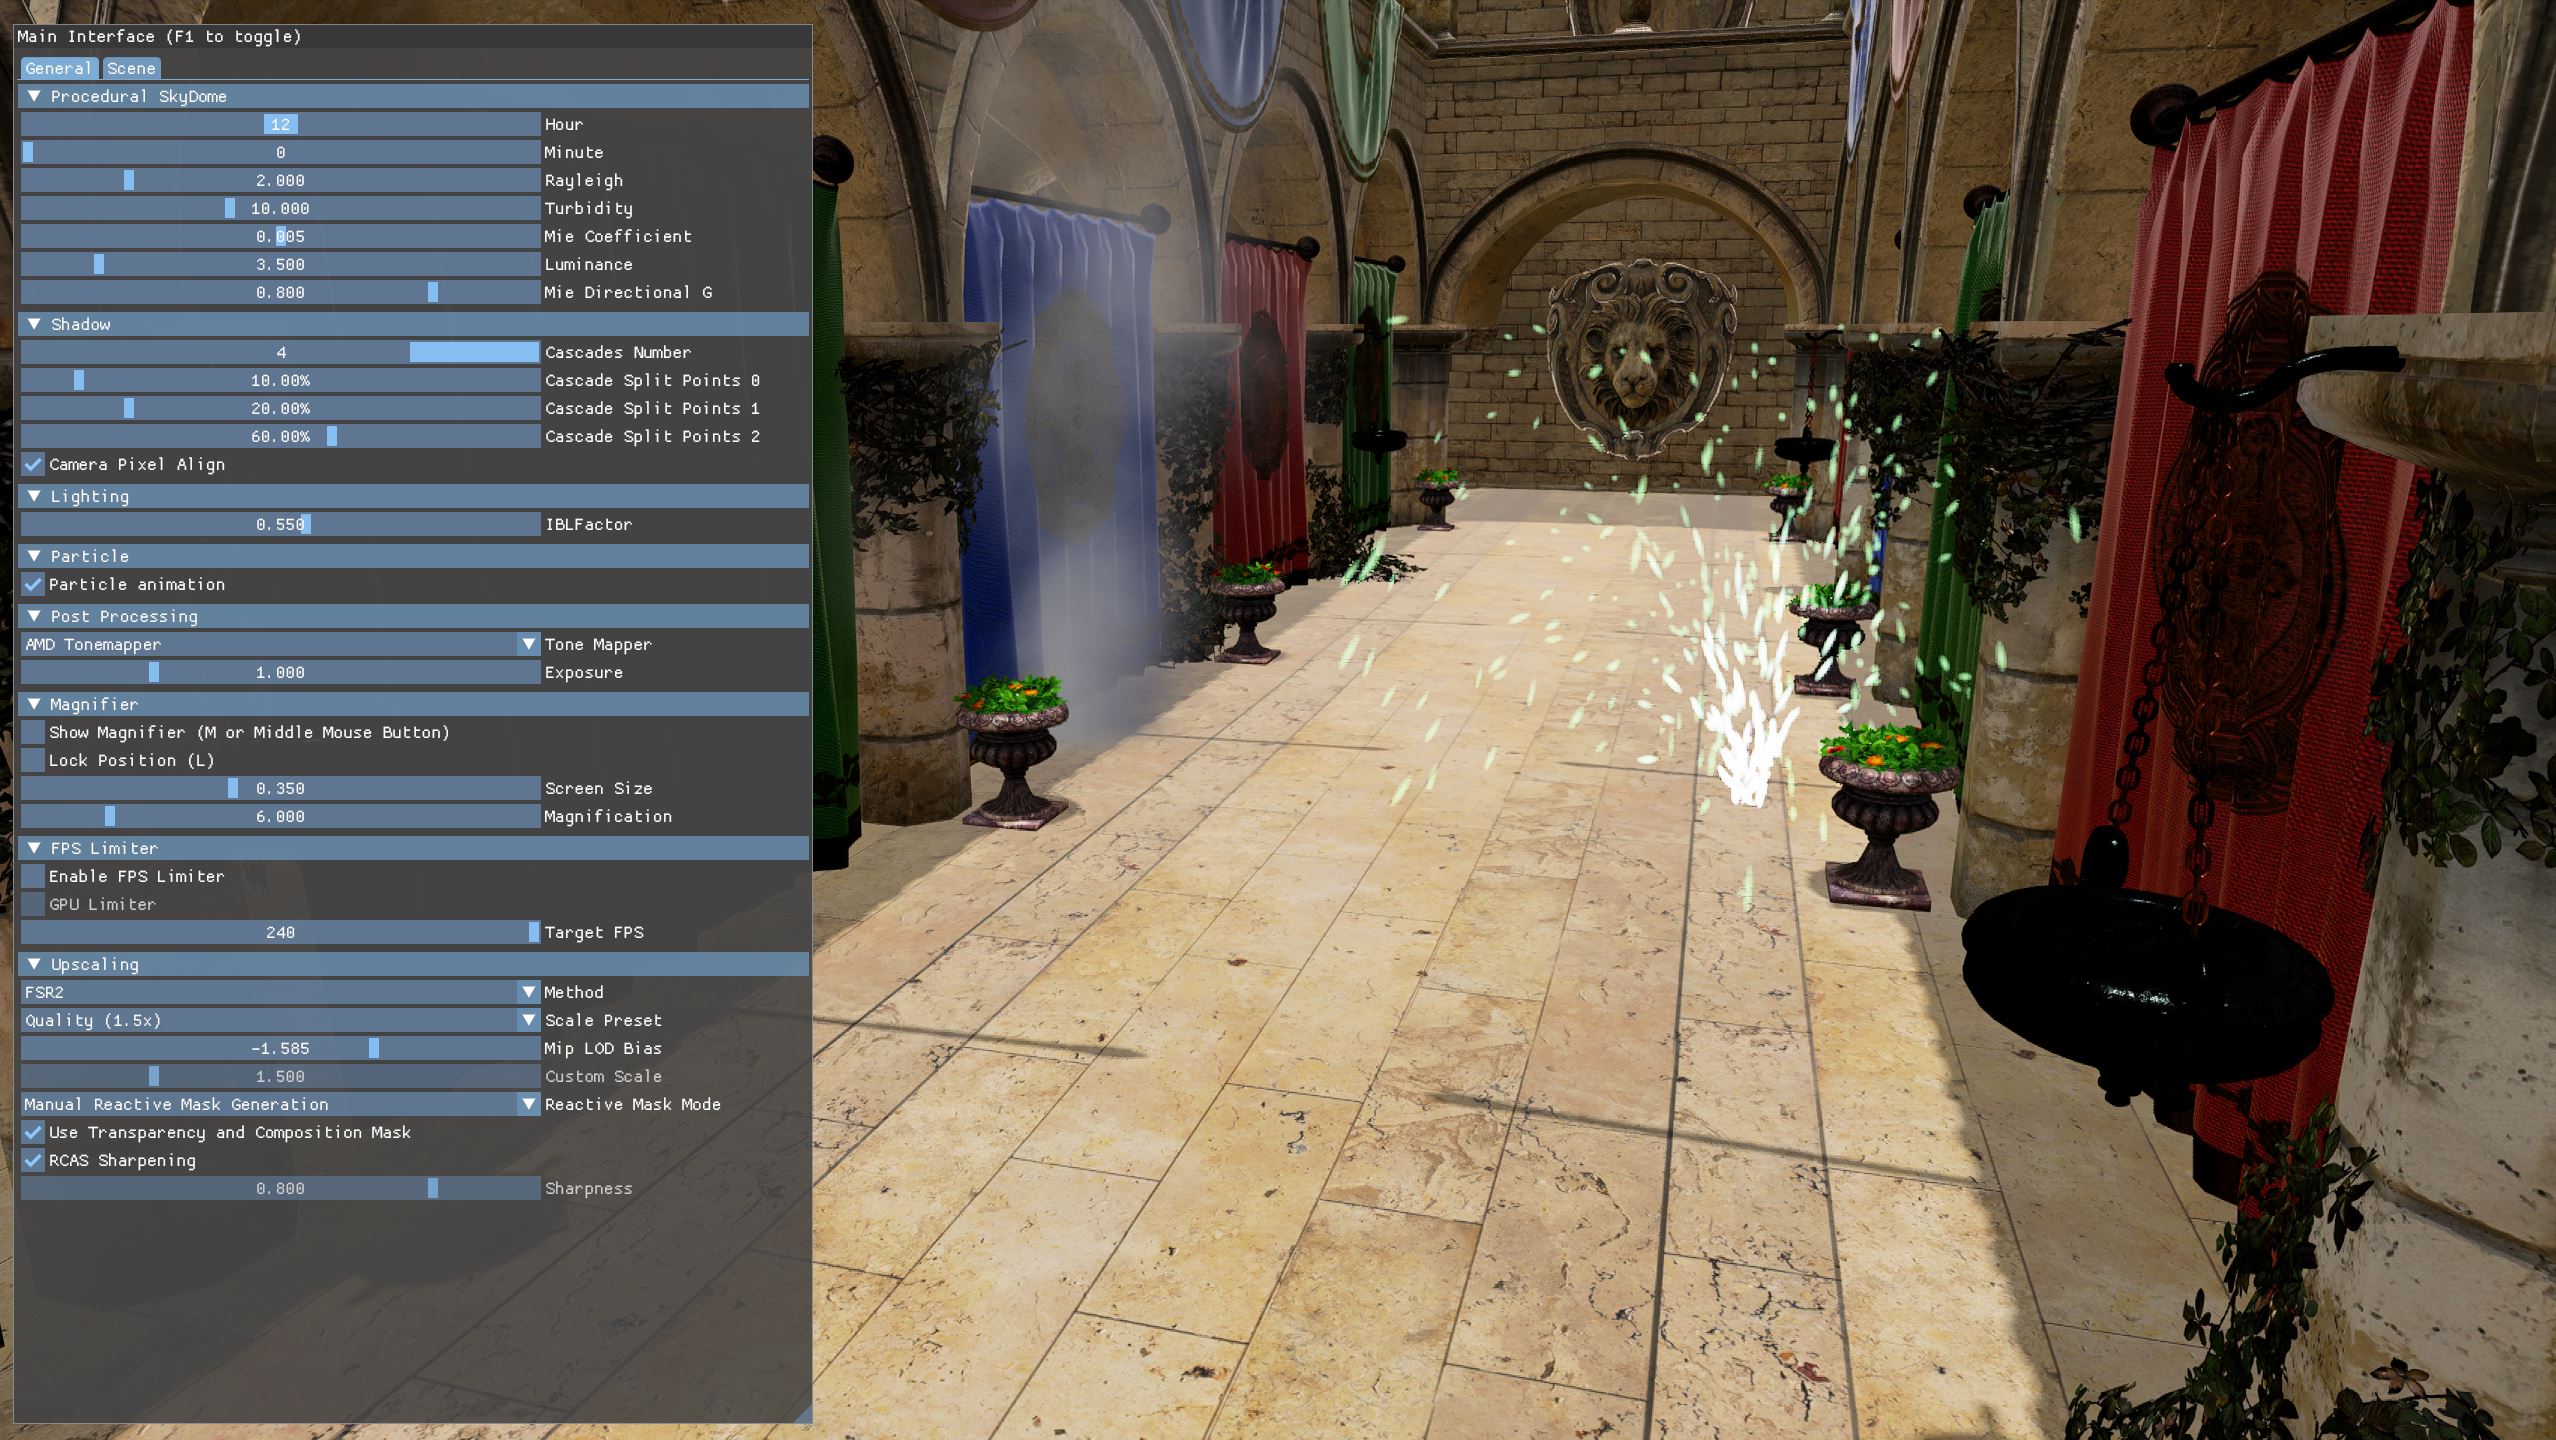 Main Interface (F1 to toggle)
General Scene
Procedural SkyDome
12 Hour
0 Minute
2.000 Rayleigh
10.000 Turbidity
0.005 Mie Coefficient
3.500 Luminance
0.800 Mie Directional G
Shadow
4 Cascades Number
10.00% Cascade Split Points 0
20.00% Cascade Split Points 1
60.00% Cascade Split Points 2
Camera Pixel Align
Lighting
0.550 IBLFactor
Particle
Particle animation
Post Processing
AMD Tonemapper Tone Mapper
1.000 Exposure
Magnifier
Show Magnifier (M or Middle Mouse Button)
Lock Position (L)
0.350 Screen Size
6.000 Magnification
FPS Limiter
Enable FPS Limiter
GPU Limiter
240 Target FPS
Upscaling
FSR2 Method
Quality (1.5x) Scale Preset
-1.585 Mip LOD Bias
1.500 Custom Scale
Manual Reactive Mask Generation Reactive Mask Mode
Use Transparency and Composition Mask
RCAS Sharpening
0.800 Sharpness